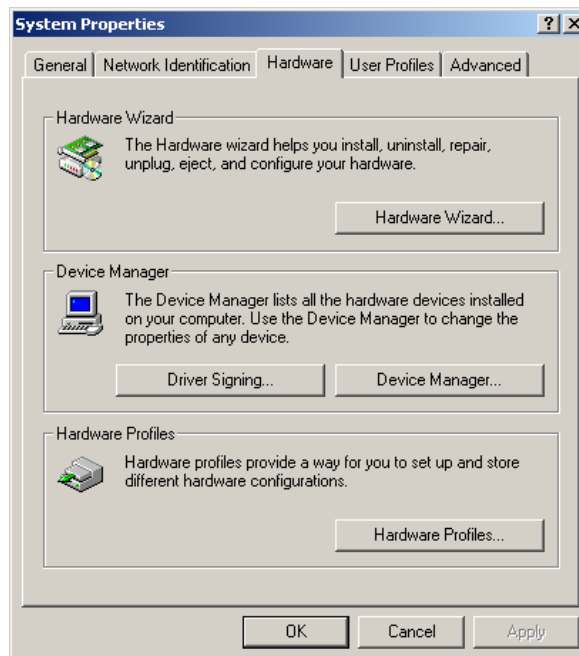 System Properties
General
Network Identification
Hardware
User Profiles
Advanced
Hardware Wizard
The Hardware wizard helps you install, uninstall, repair,
unplug, eject, and configure your hardware.
Hardware Wizard...
Device Manager
The Device Manager lists all the hardware devices installed
on your computer. Use the Device Manager to change the
properties of any device.
Driver Signing...
Device Manager...
Hardware Profiles
Hardware profiles provide a way for you to set up and store
different hardware configurations.
Hardware Profiles...
OK
Cancel
Apply